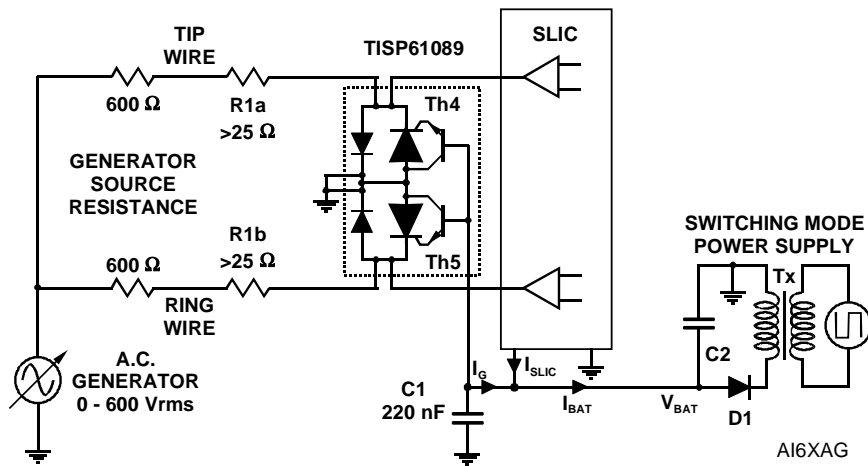 TIP
WIRE
600 Ω
R1a
>25 Ω
TISP61089
SLIC
Th4
GENERATOR
SOURCE
RESISTANCE
R1b
>25 Ω
600 Ω
RING
WIRE
Th5
SWITCHING MODE
POWER SUPPLY
Tx
C2
A.C.
GENERATOR
0 - 600 Vrms
C1
220 nF
IG
ISLIC
IBAT
VBAT
D1
AI6XAG